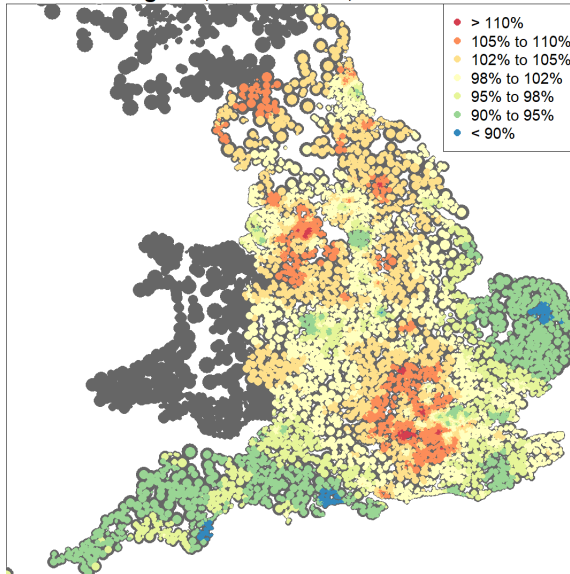 > 110%
105% to 110%
102% to 105%
98% to 102%
95% to 98%
90% to 95%
< 90%